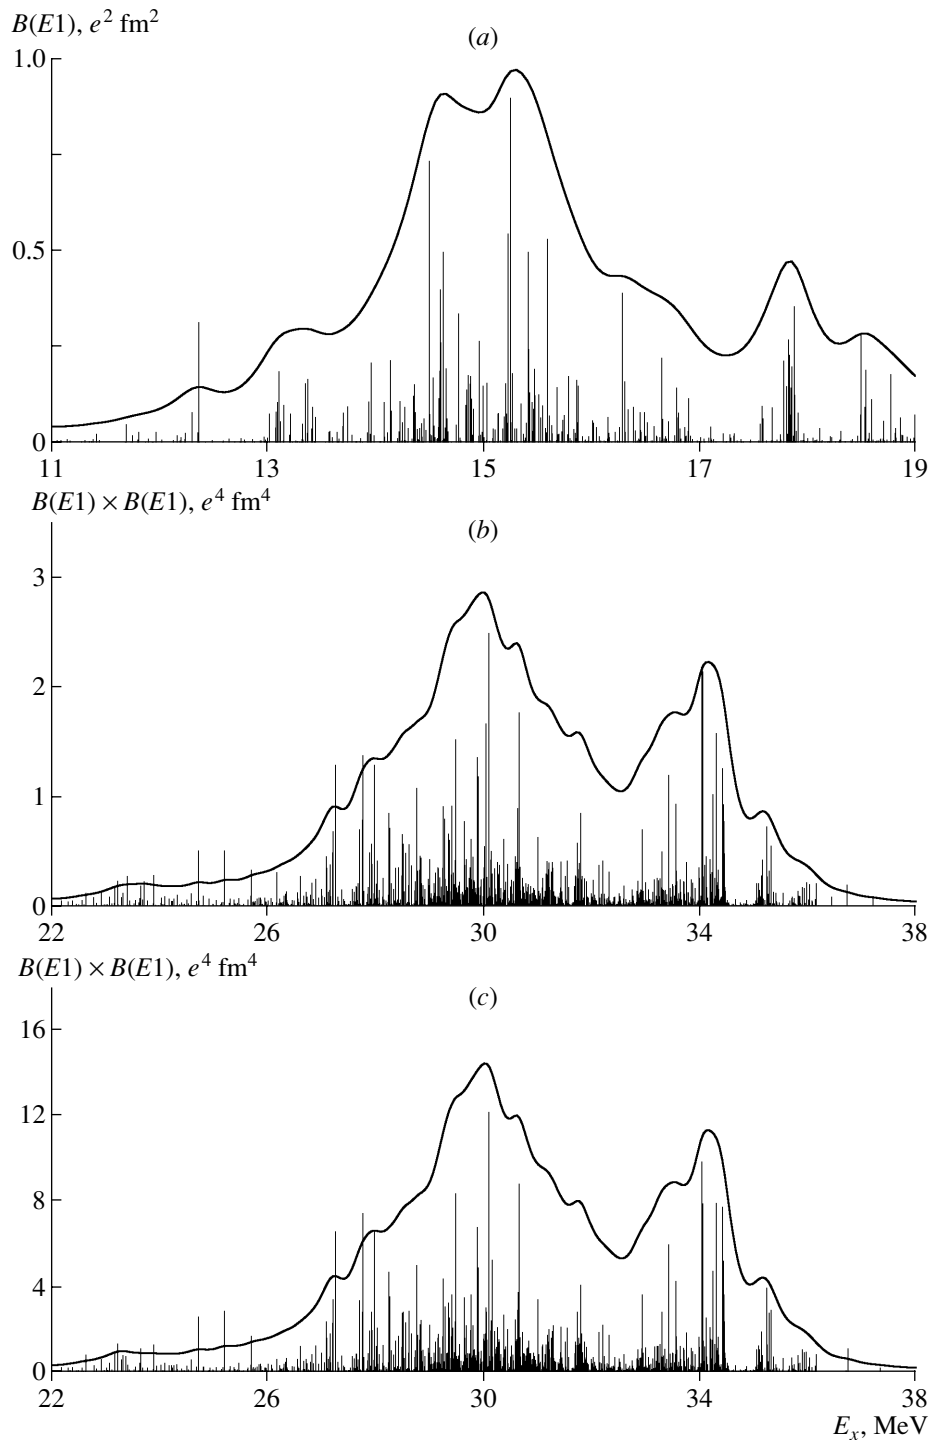 B(E1), e² fm²
(a)
1.0
0.5
0
11 13 15 17 19
B(E1) × B(E1), e⁴ fm⁴
(b)
3
2
1
0
22 26 30 34 38
B(E1) × B(E1), e⁴ fm⁴
(c)
16
12
8
4
0
22 26 30 34 38
Eₓ, MeV